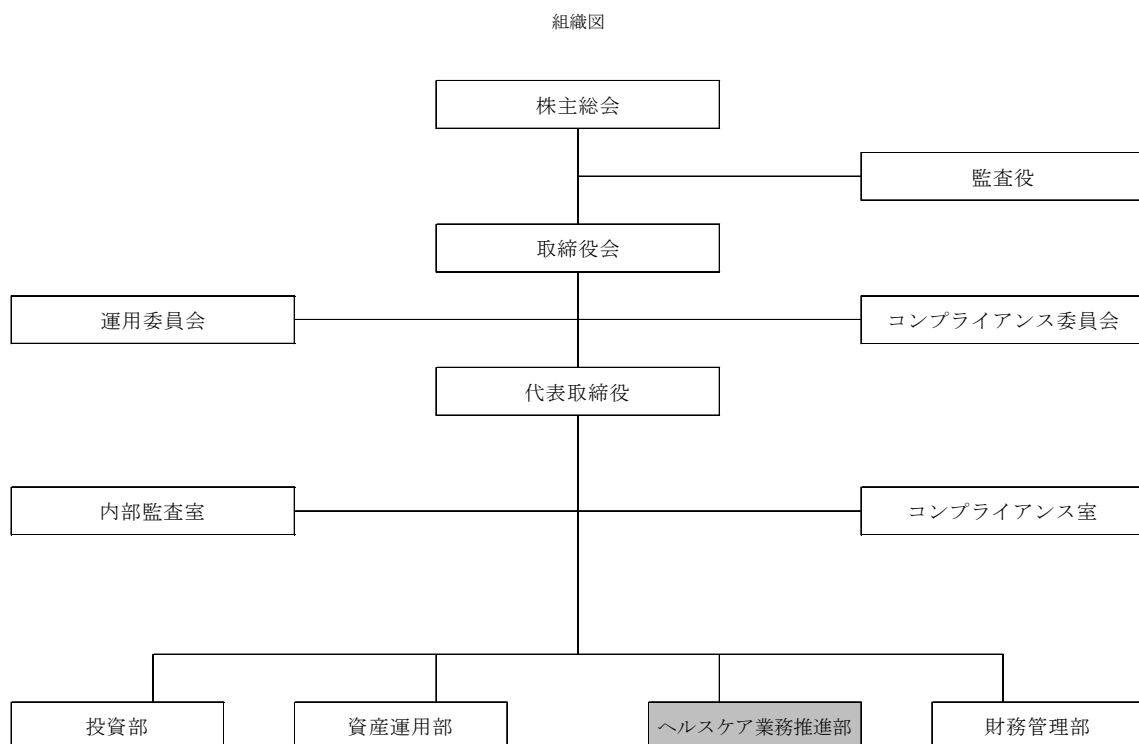 組織図
株主総会
監査役
取締役会
運用委員会
コンプライアンス委員会
代表取締役
内部監査室
コンプライアンス室
投資部
資産運用部
ヘルスケア業務推進部
財務管理部